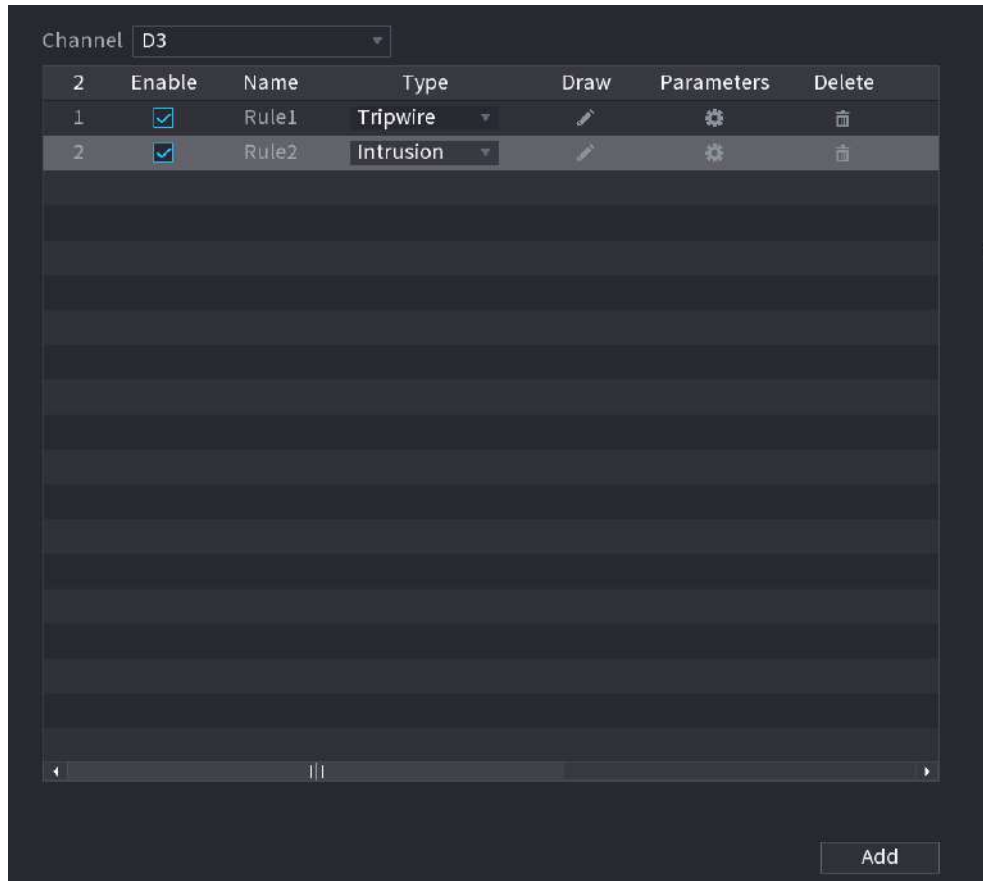 Channel D3
2 Enable Name Type Draw Parameters Delete
1 Rule1 Tripwire
2 Rule2 Intrusion
Add